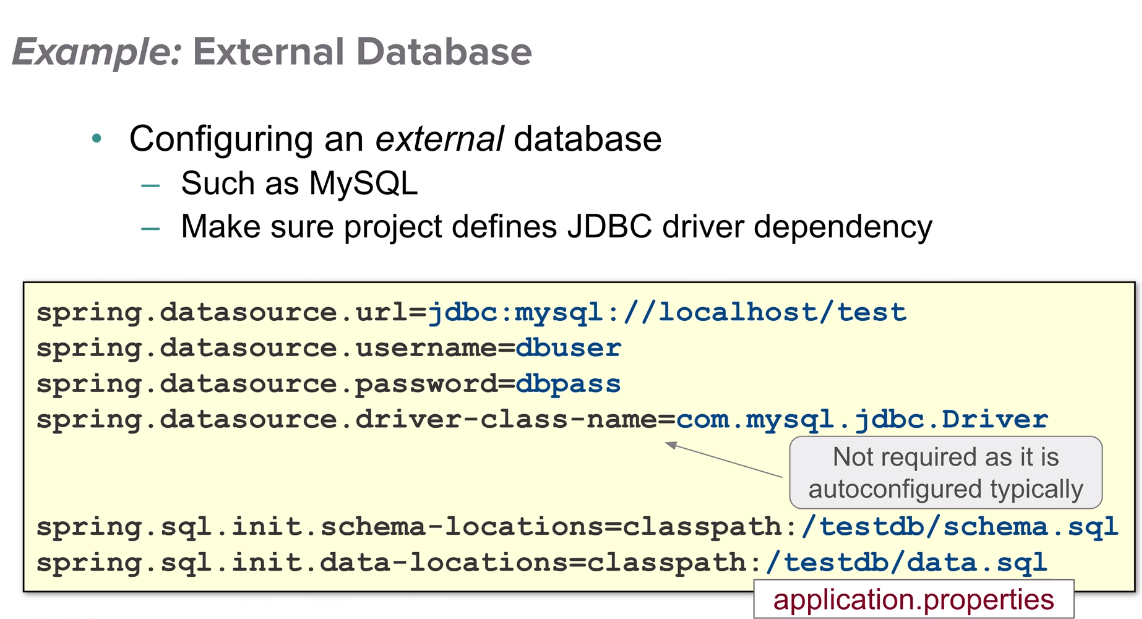 Example: External Database
• Configuring an external database
– Such as MySQL
– Make sure project defines JDBC driver dependency
spring.datasource.url=jdbc:mysql://localhost/test
spring.datasource.username=dbuser
spring.datasource.password=dbpass
spring.datasource.driver-class-name=com.mysql.jdbc.Driver
Not required as it is
autoconfigured typically
spring.sql.init.schema-locations=classpath:/testdb/schema.sql
spring.sql.init.data-locations=classpath:/testdb/data.sql
application.properties